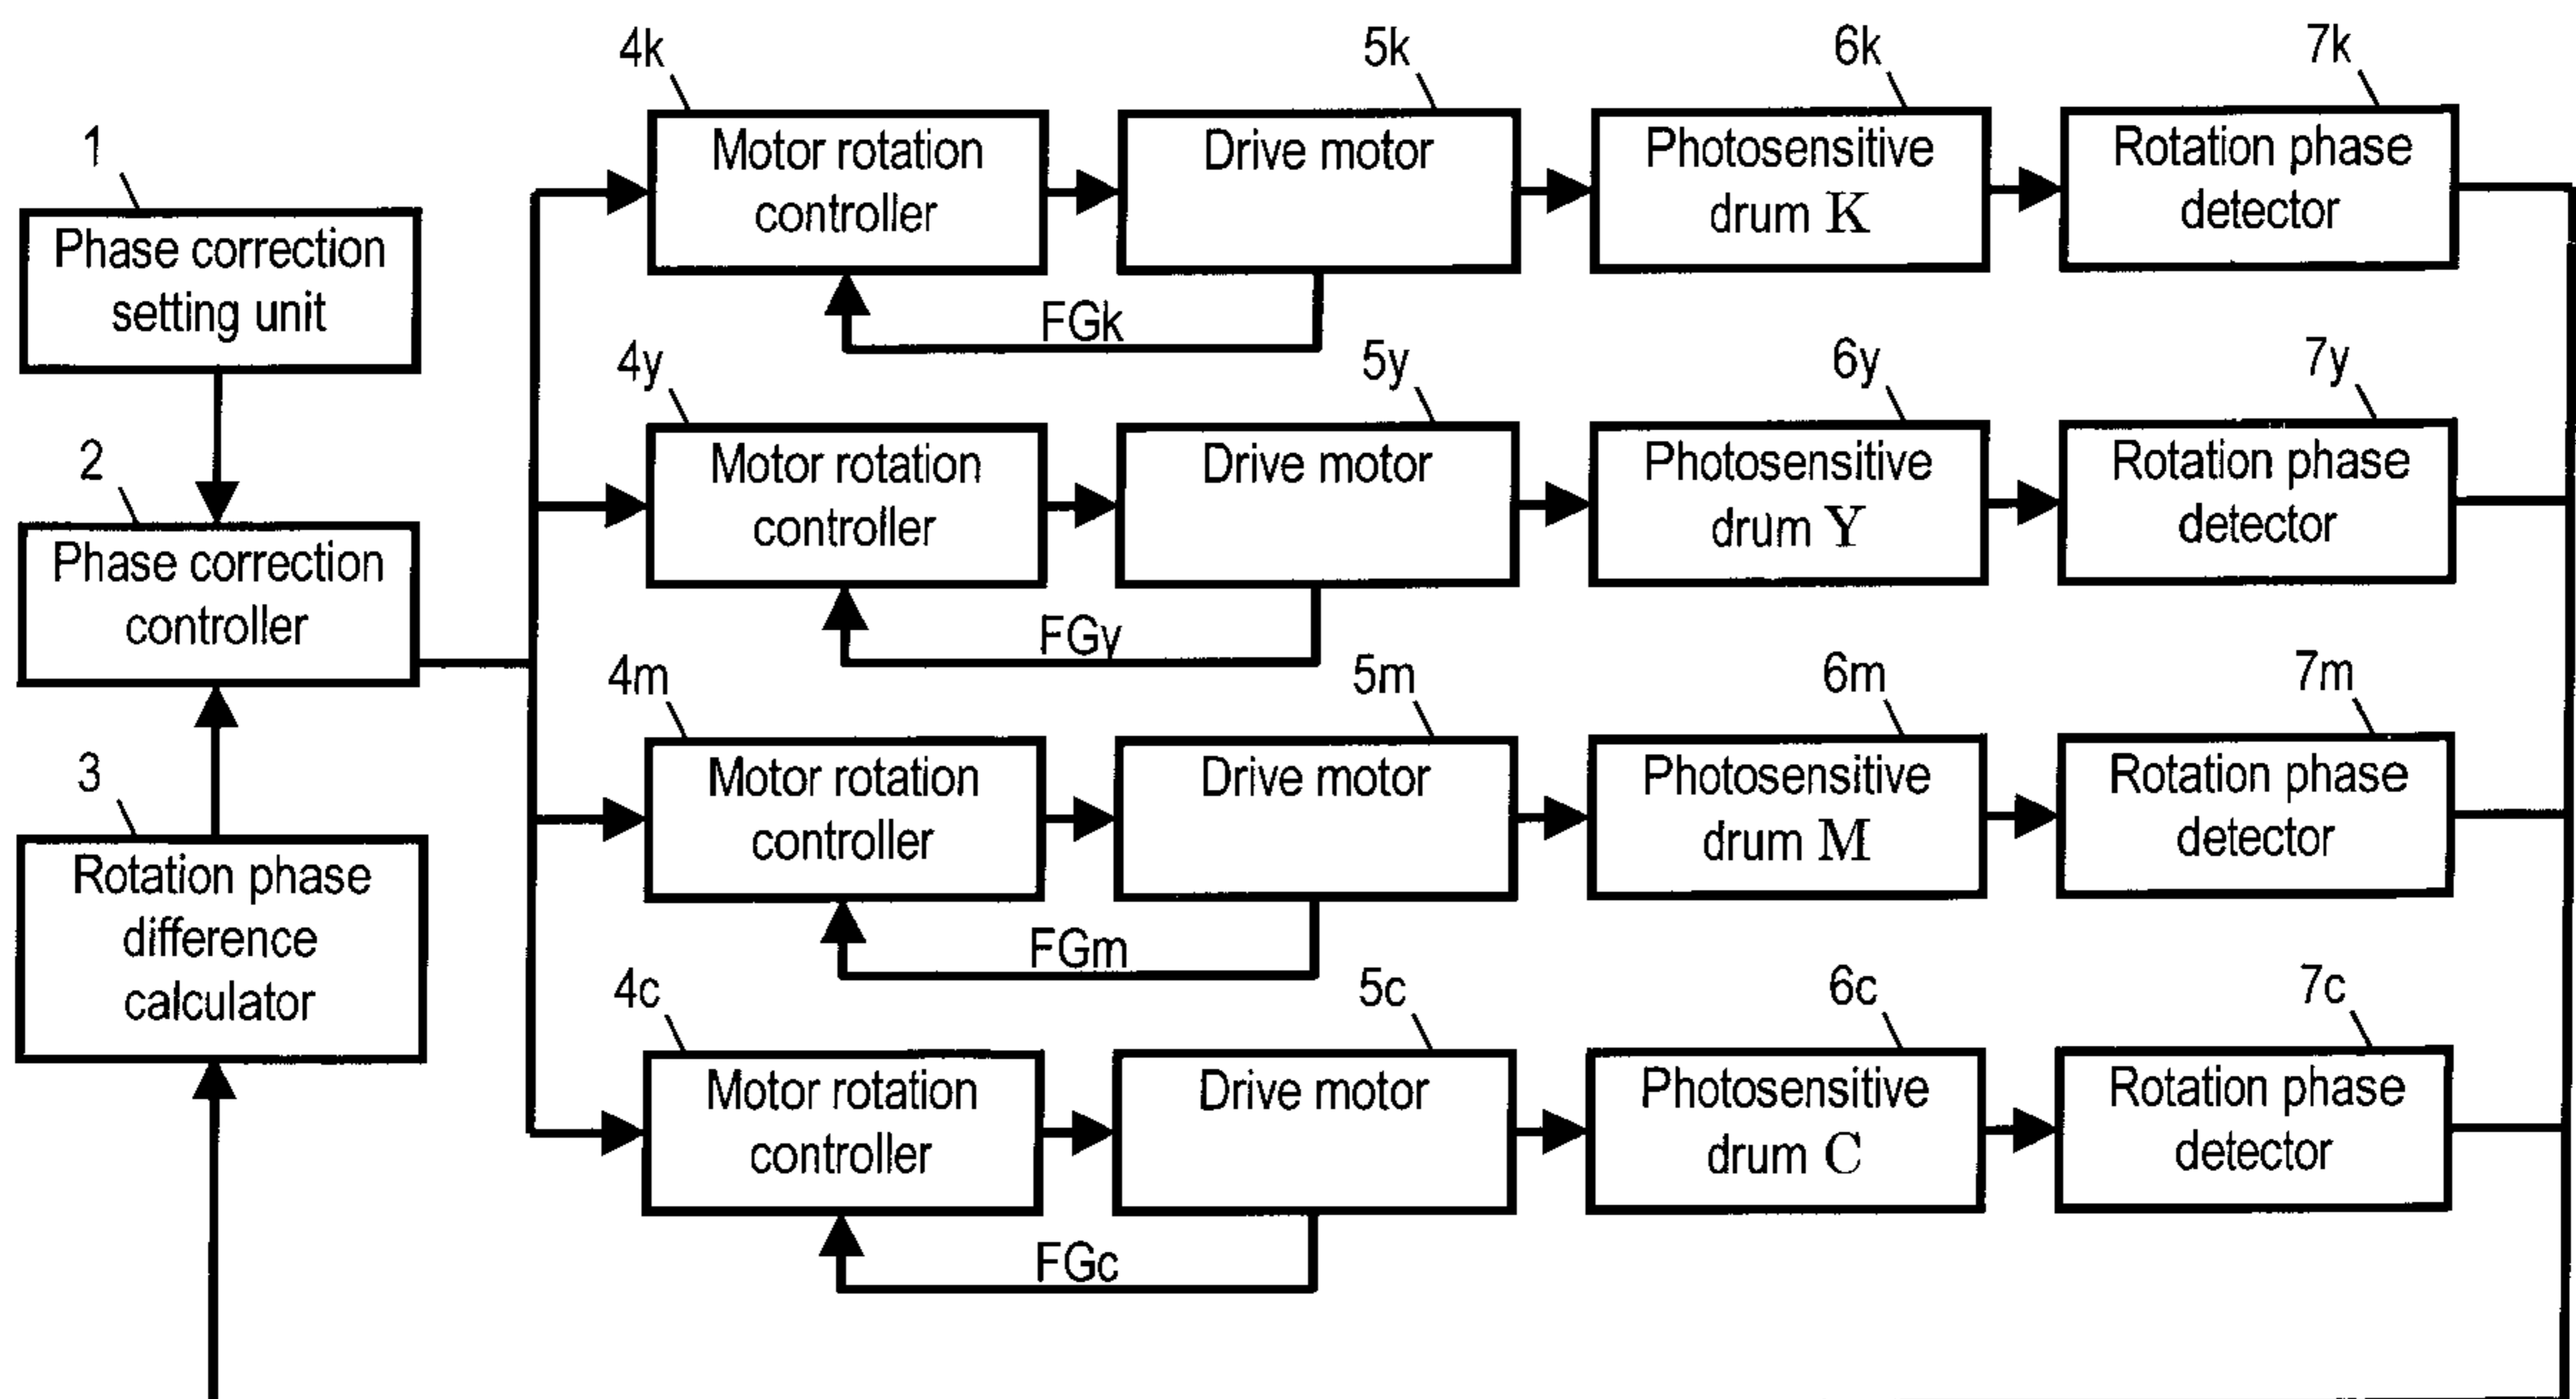 4k
5k
6k
7k
1
Motor rotation
controller
Drive motor
Photosensitive
drum K
Rotation phase
detector
Phase correction
setting unit
FGk
4y
5y
6y
7y
2
Motor rotation
controller
Drive motor
Photosensitive
drum Y
Rotation phase
detector
Phase correction
controller
FGy
4m
5m
6m
7m
3
Motor rotation
controller
Drive motor
Photosensitive
drum M
Rotation phase
detector
Rotation phase
difference
calculator
FGm
4c
5c
6c
7c
Motor rotation
controller
Drive motor
Photosensitive
drum C
Rotation phase
detector
FGc